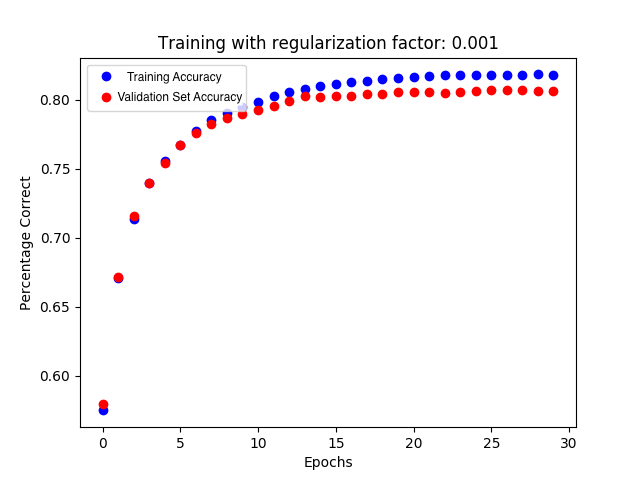 Training with regularization factor: 0.001
Training Accuracy
Validation Set Accuracy
Percentage Correct
0.80
0.75
0.70
0.65
0.60
0 5 10 15 20 25 30
Epochs